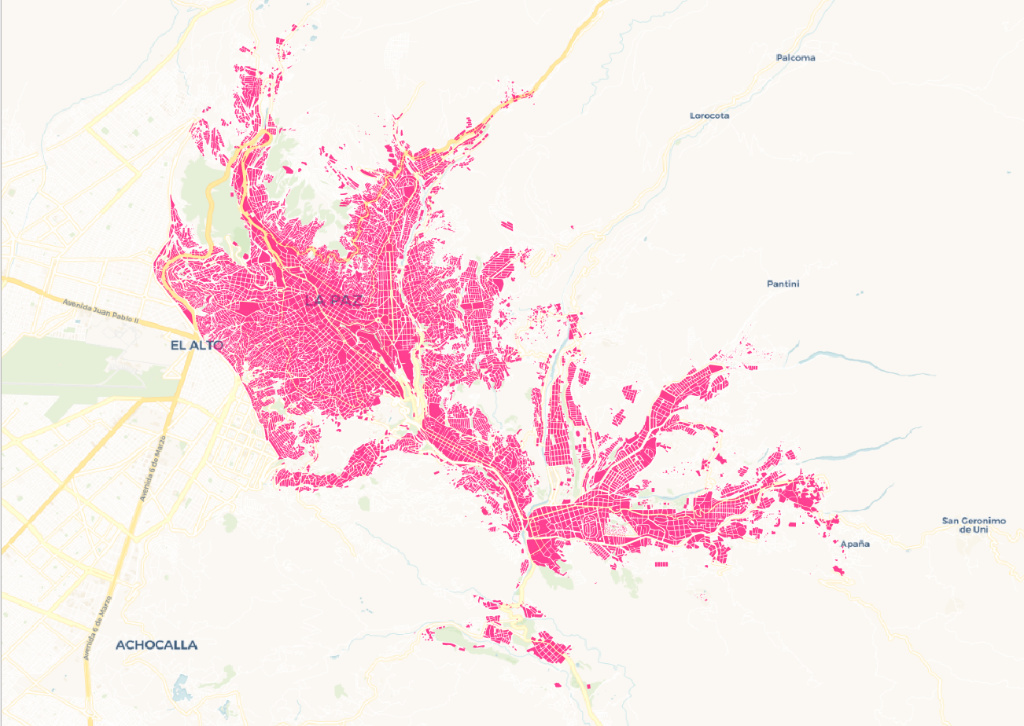 Palcoma
Lorocota
Pantini
LA PAZ
Avenida Juan Pablo II
EL ALTO
Avenida 6 de Marzo
San Geronimo
de Uni
Apaña
Avenida 6 de Marzo
ACHOCALLA